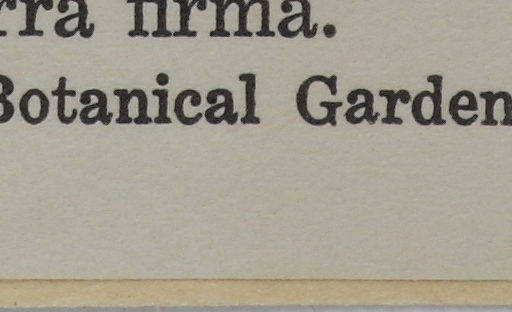 rra firma.
Botanical Garden